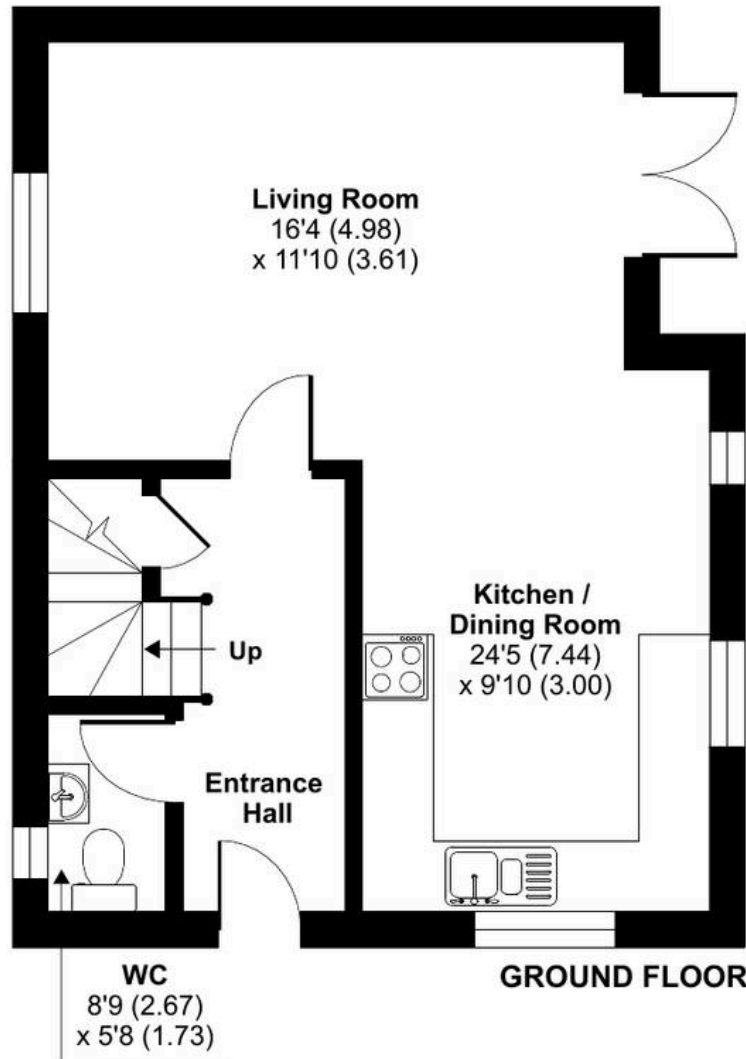 Living Room
16'4 (4.98)
x 11'10 (3.61)
Kitchen /
Dining Room
24'5 (7.44)
x 9'10 (3.00)
Up
Entrance
Hall
WC
8'9 (2.67)
x 5'8 (1.73)
GROUND FLOOR